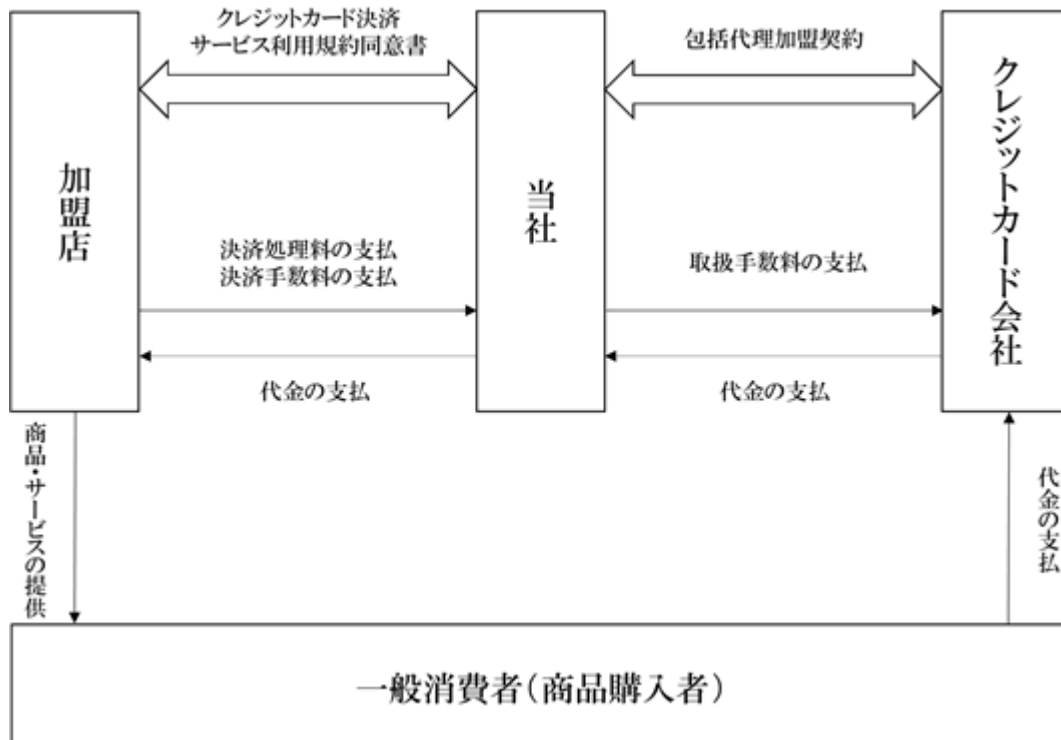 クレジットカード決済
サービス利用規約同意書
包括代理加盟契約
加盟店
当社
クレジットカード会社
決済処理料の支払
決済手数料の支払
取扱手数料の支払
代金の支払
代金の支払
商品・サービスの提供
代金の支払
一般消費者(商品購入者)